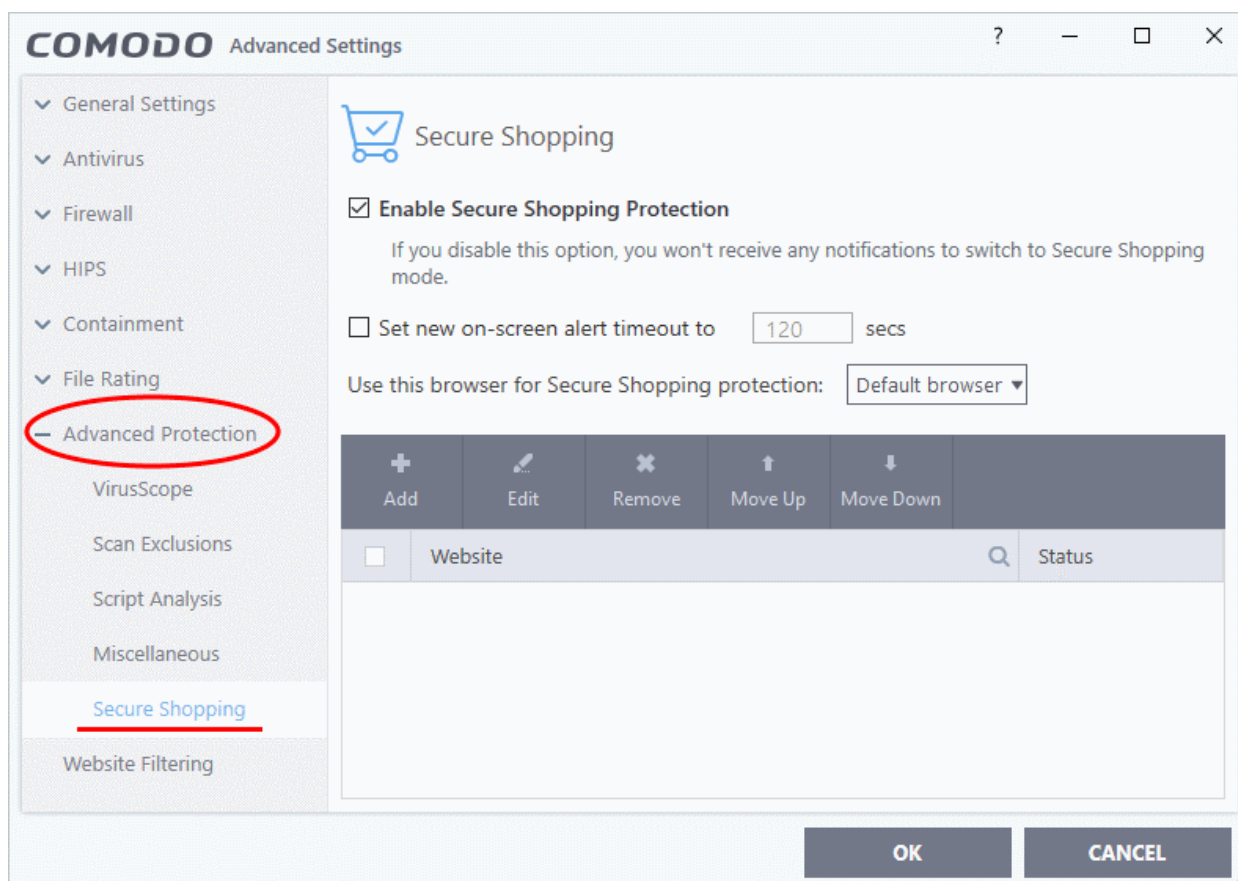 COMODO Advanced Settings ?
General Settings
Antivirus
Firewall
HIPS
Containment
File Rating
Advanced Protection
VirusScope
Scan Exclusions
Script Analysis
Miscellaneous
Secure Shopping
Website Filtering
Secure Shopping
Enable Secure Shopping Protection
If you disable this option, you won't receive any notifications to switch to Secure Shopping
mode.
Set new on-screen alert timeout to 120 secs
Use this browser for Secure Shopping protection: Default browser
Add Edit Remove Move Up Move Down
Website Status
OK CANCEL